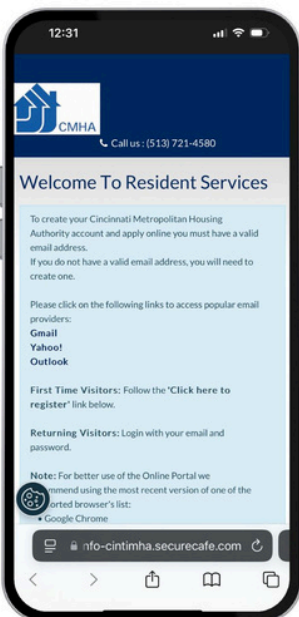 12:31
CMHA
Call us : (513) 721-4580
Welcome To Resident Services
To create your Cincinnati Metropolitan Housing
Authority account and apply online you must have a valid
email address.
If you do not have a valid email address, you will need to
create one.
Please click on the following links to access popular email
providers:
Gmail
Yahoo!
Outlook
First Time Visitors: Follow the "Click here to
register" link below.
Returning Visitors: Login with your email and
password.
Note: For better use of the Online Portal we
mmend using the most recent version of one of the
orted browser's list:
• Google Chrome
nfo-cintimha.securecafe.com